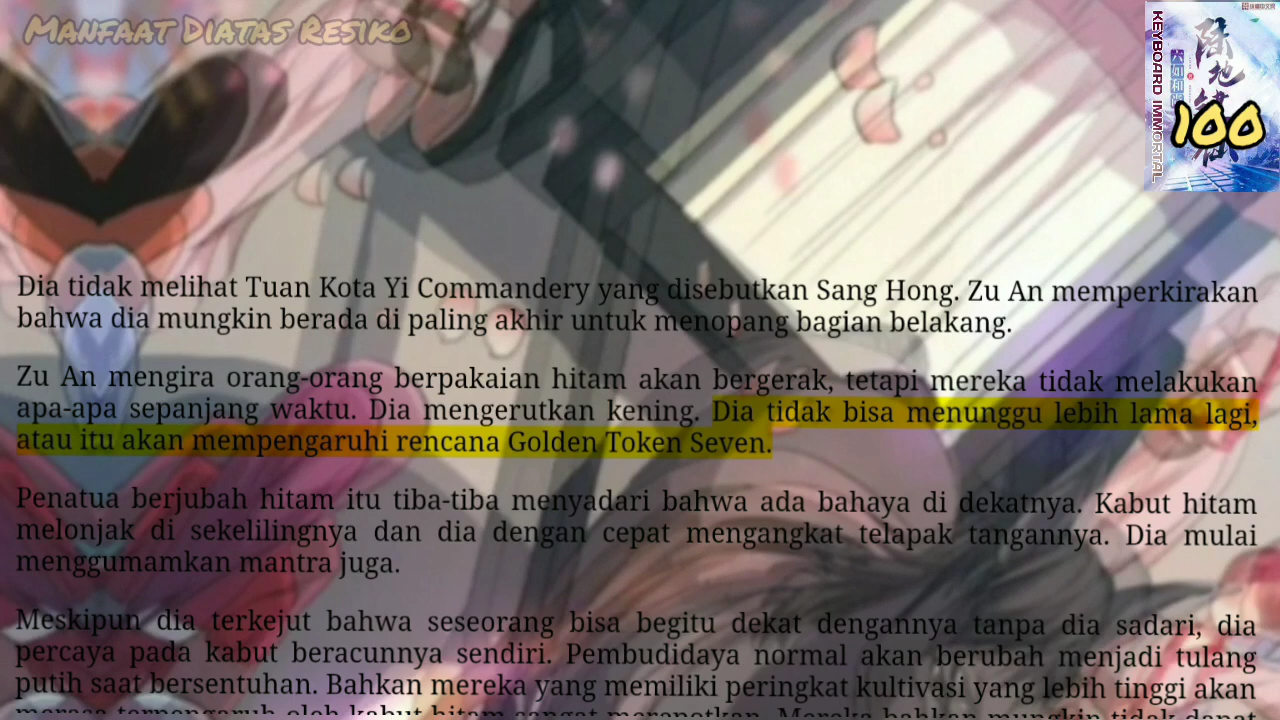 Manfaat Diatas Resiko
KEYBOARD IMMORTAL
100
Dia tidak melihat Tuan Kota Yi Commandery yang disebutkan Sang Hong. Zu An memperkirakan
bahwa dia mungkin berada di paling akhir untuk menopang bagian belakang.
Zu An mengira orang-orang berpakaian hitam akan bergerak, tetapi mereka tidak melakukan
apa-apa sepanjang waktu. Dia mengerutkan kening. Dia tidak bisa menunggu lebih lama lagi,
atau itu akan mempengaruhi rencana Golden Token Seven.
Penatua berjubah hitam itu tiba-tiba menyadari bahwa ada bahaya di dekatnya. Kabut hitam
melonjak di sekelilingnya dan dia dengan cepat mengangkat telapak tangannya. Dia mulai
menggumamkan mantra juga.
Meskipun dia terkejut bahwa seseorang bisa begitu dekat dengannya tanpa dia sadari, dia
percaya pada kabut beracunnya sendiri. Pembudidaya normal akan berubah menjadi tulang
putih saat bersentuhan. Bahkan mereka yang memiliki peringkat kultivasi yang lebih tinggi akan